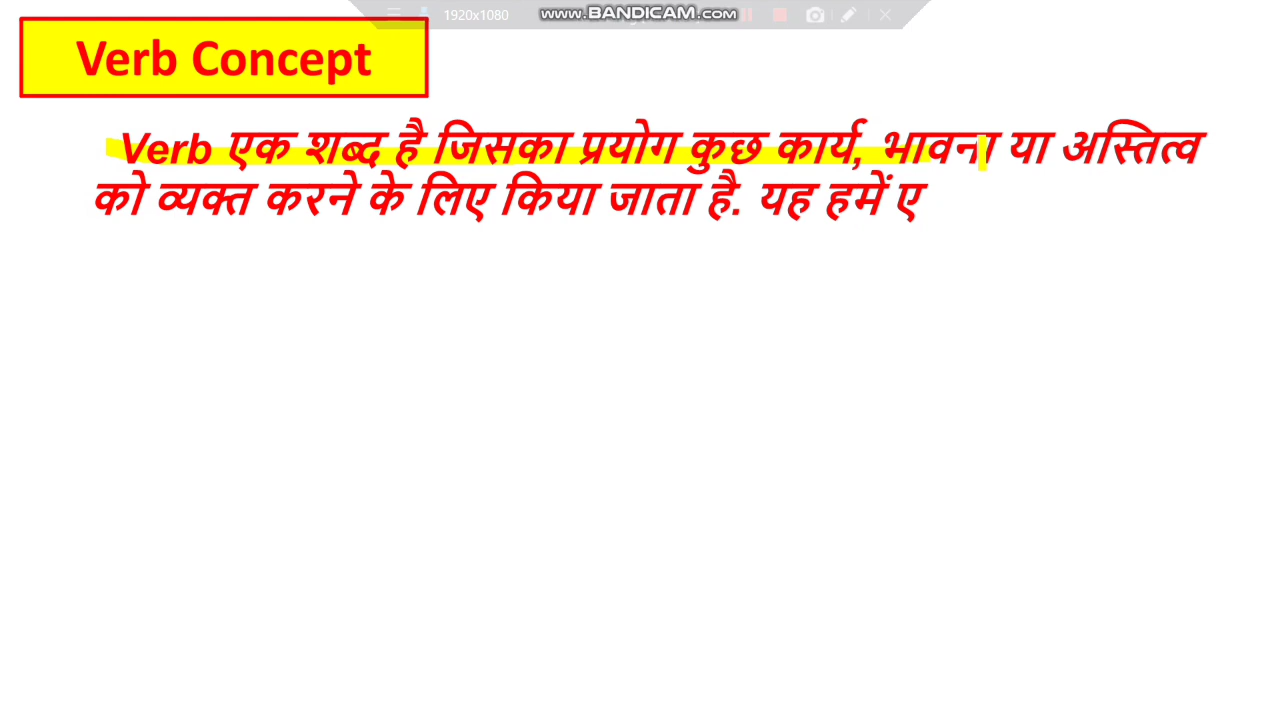 1920x1080
www.BANDICAM.com
Verb Concept
Verb एक शब्द है जिसका प्रयोग कुछ कार्य, भावना या अस्तित्व
को व्यक्त करने के लिए किया जाता है. यह हमें ए